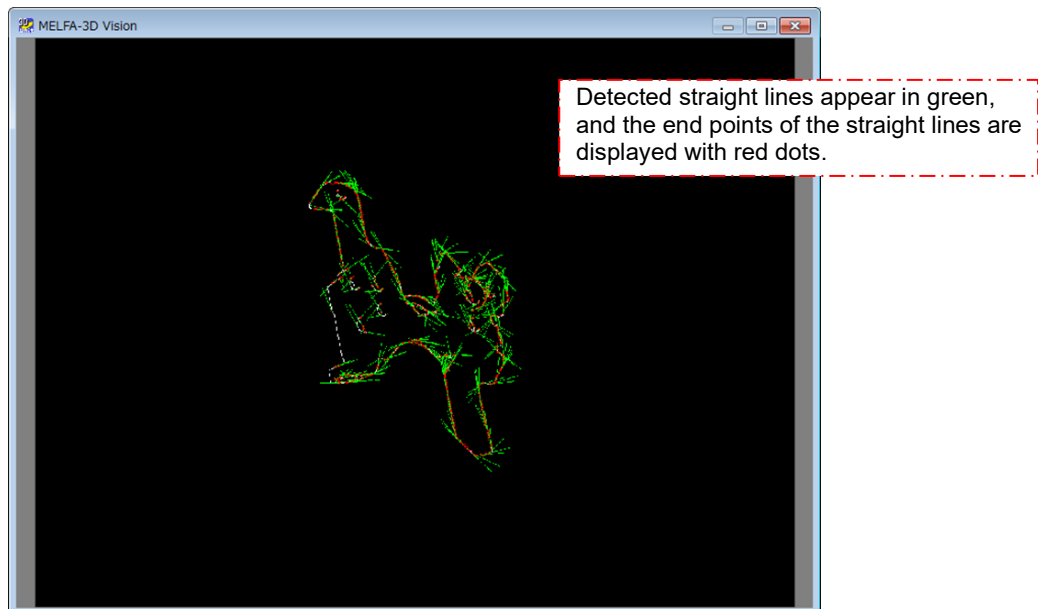 MELFA-3D Vision
Detected straight lines appear in green,
and the end points of the straight lines are
displayed with red dots.